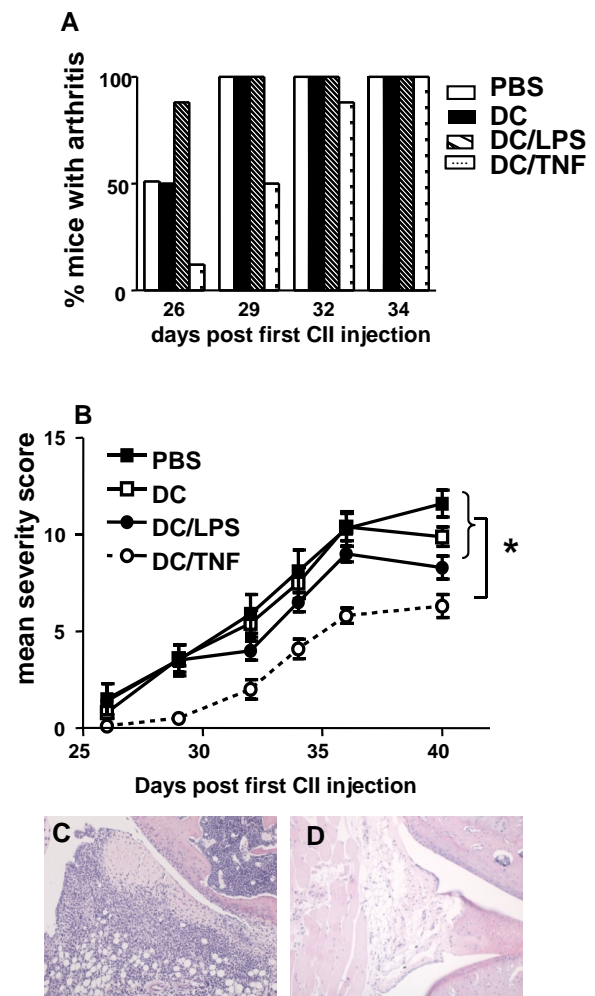 A
% mice with arthritis
100
50
0
26 29 32 34
days post first CII injection
PBS
DC
DC/LPS
DC/TNF
B
mean severity score
15
10
5
0
25 30 35 40
Days post first CII injection
PBS
DC
DC/LPS
DC/TNF
*
C
D